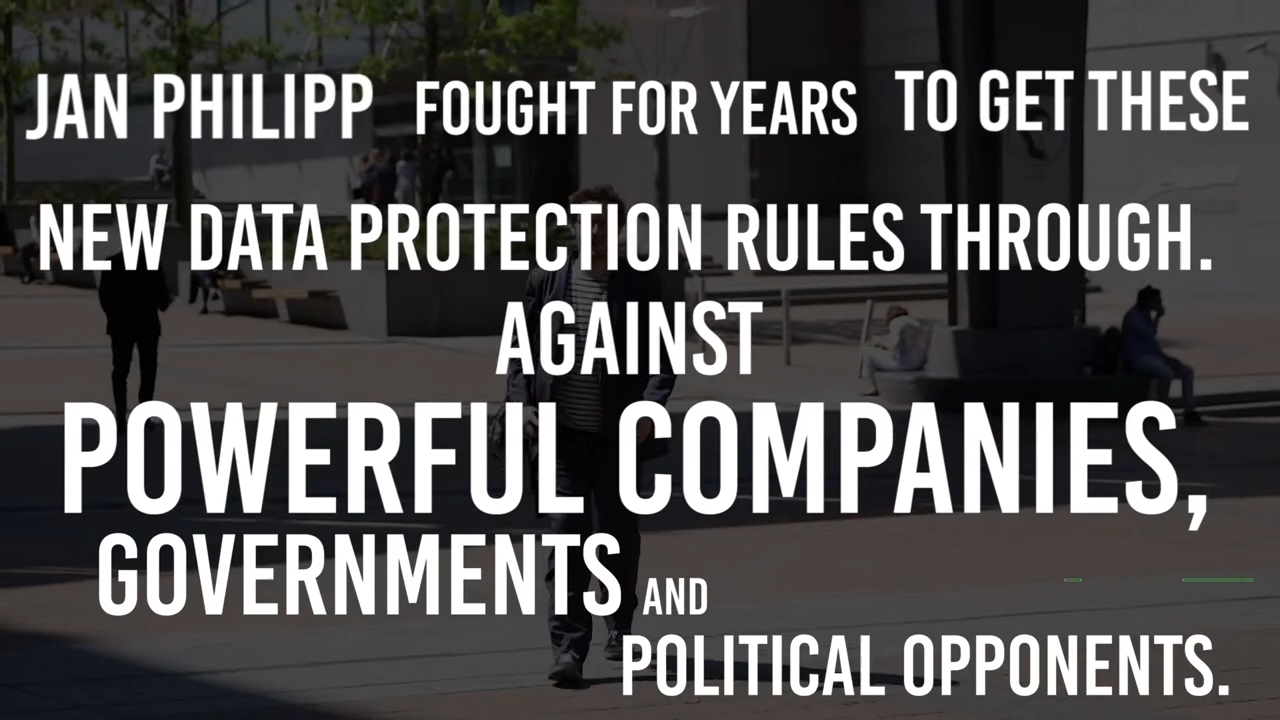 JAN PHILIPP FOUGHT FOR YEARS TO GET THESE
NEW DATA PROTECTION RULES THROUGH.
AGAINST
POWERFUL COMPANIES,
GOVERNMENTS AND
POLITICAL OPPONENTS.